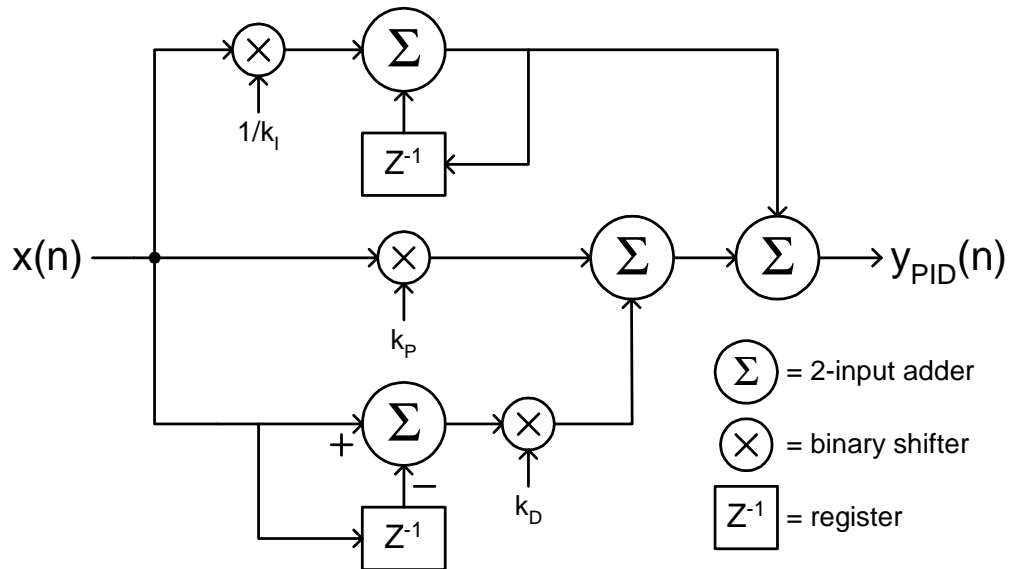 × Σ
1/k_I
Z^-1
x(n) × Σ Σ y_PID(n)
k_P
+ Σ ×
−
k_D
Z^-1
Σ = 2-input adder
× = binary shifter
Z^-1 = register